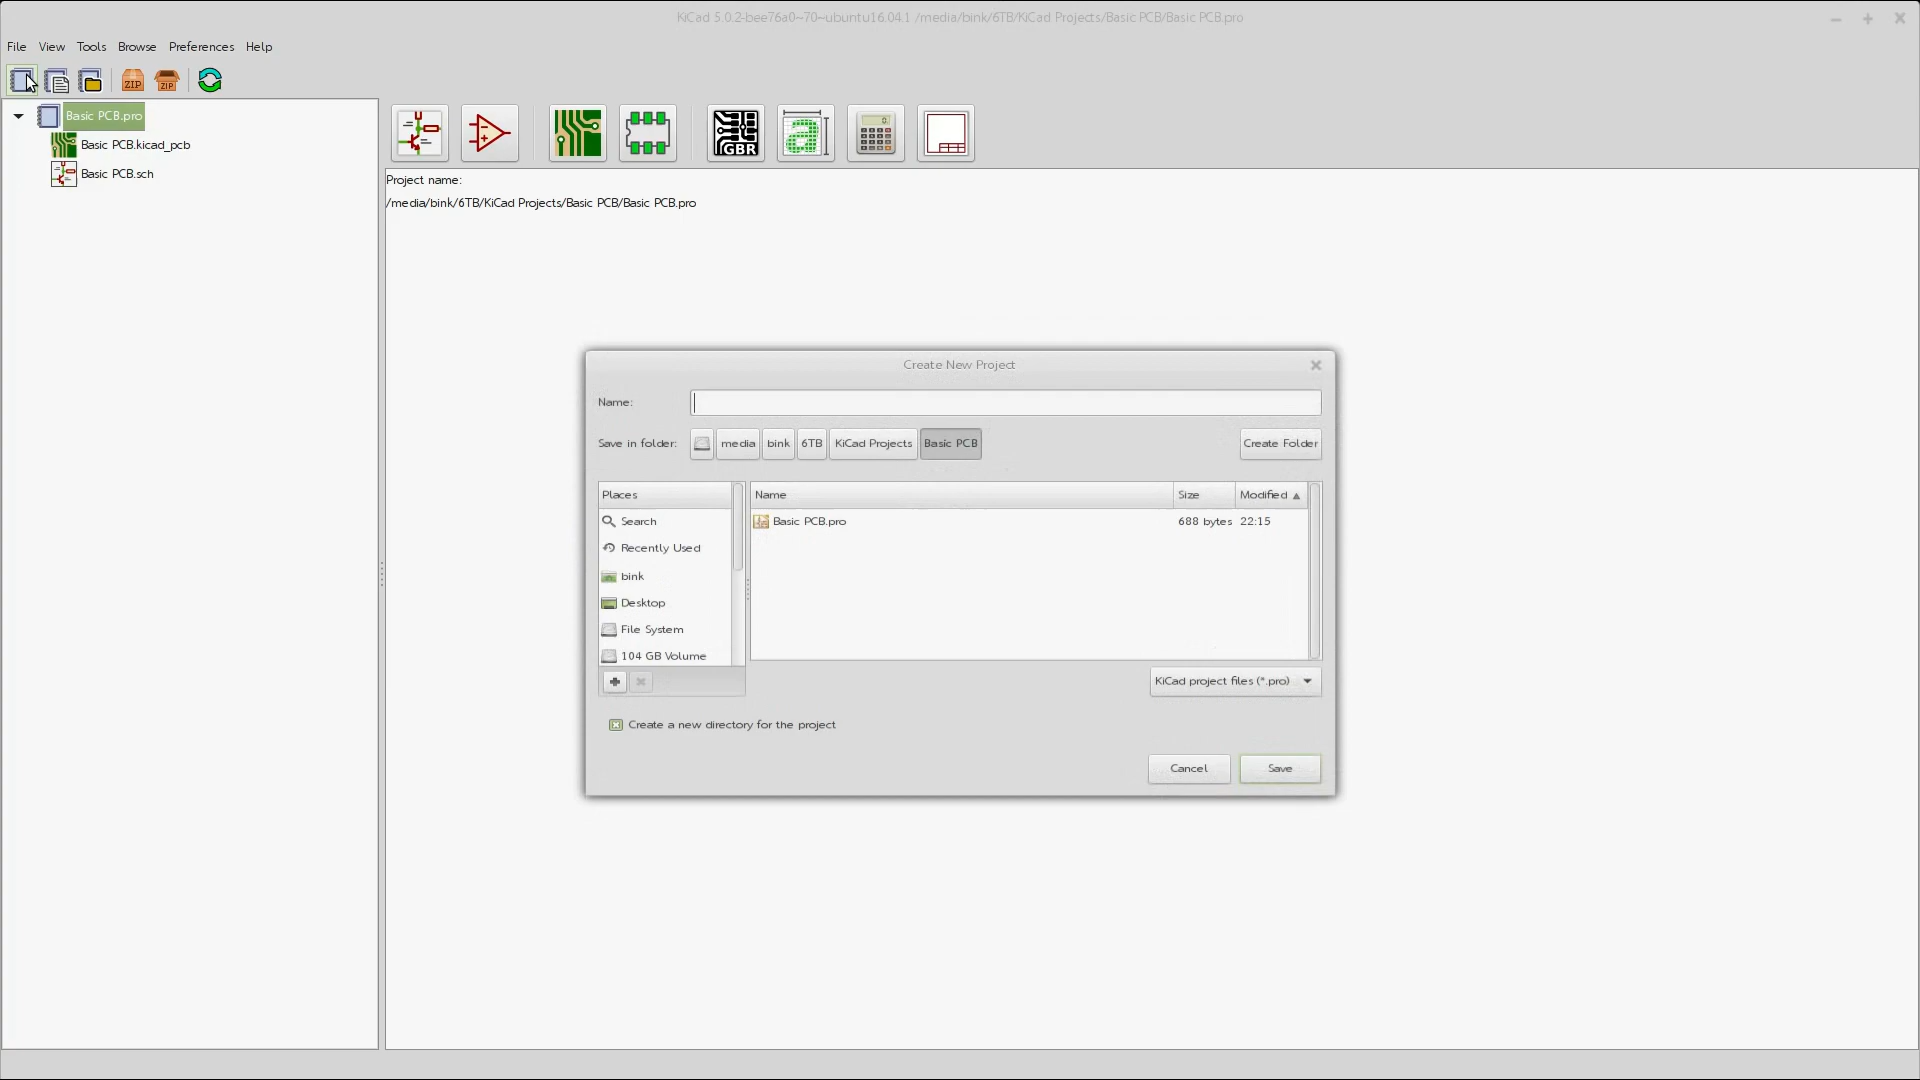 KiCad 5.0.2-bee76a0~70~ubuntu16.04.1 /media/bink/6TB/KiCad Projects/Basic PCB/Basic PCB.pro
File View Tools Browse Preferences Help
ZIP ZIP
Basic PCB.pro
Basic PCB.kicad_pcb
Basic PCB.sch
GBR
a
0.
Project name:
/media/bink/6TB/KiCad Projects/Basic PCB/Basic PCB.pro
Create New Project
Name:
Save in folder: media bink 6TB KiCad Projects Basic PCB Create Folder
Places
Search
Recently Used
bink
Desktop
File System
104 GB Volume
Name Size Modified
Basic PCB.pro 688 bytes 22:15
KiCad project files (*.pro)
Create a new directory for the project
Cancel Save